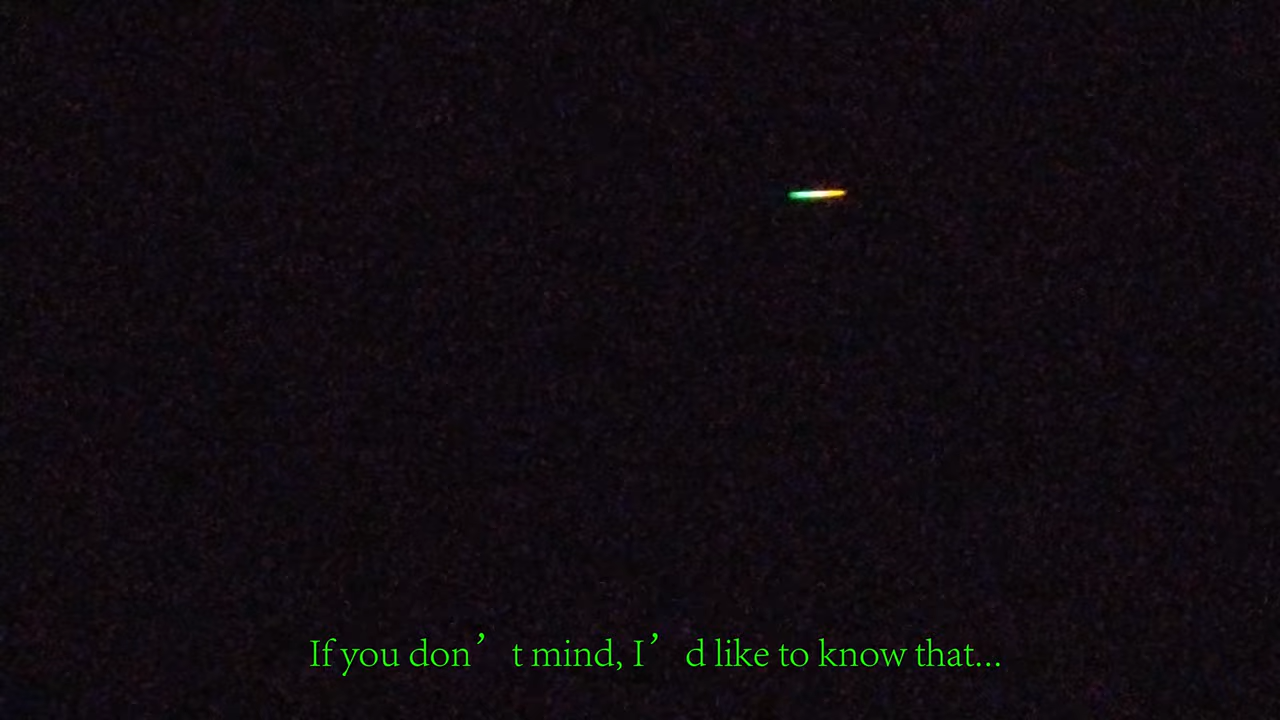 If you don’t mind, I’d like to know that...